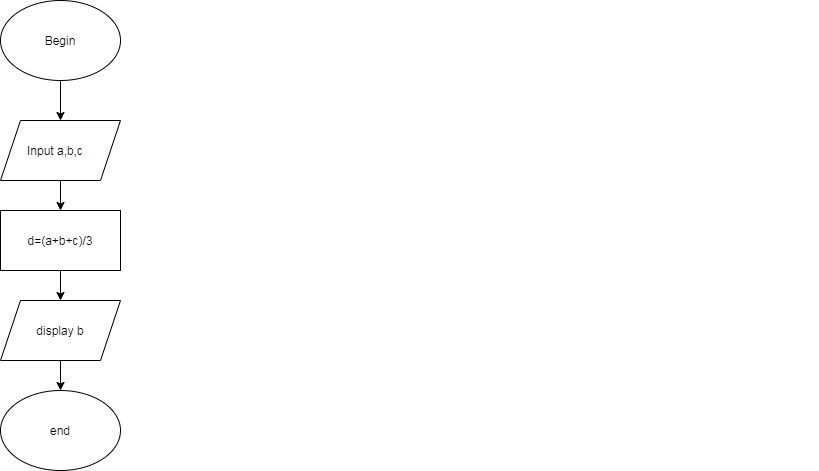 Begin
Input a,b,c
d=(a+b+c)/3
display b
end